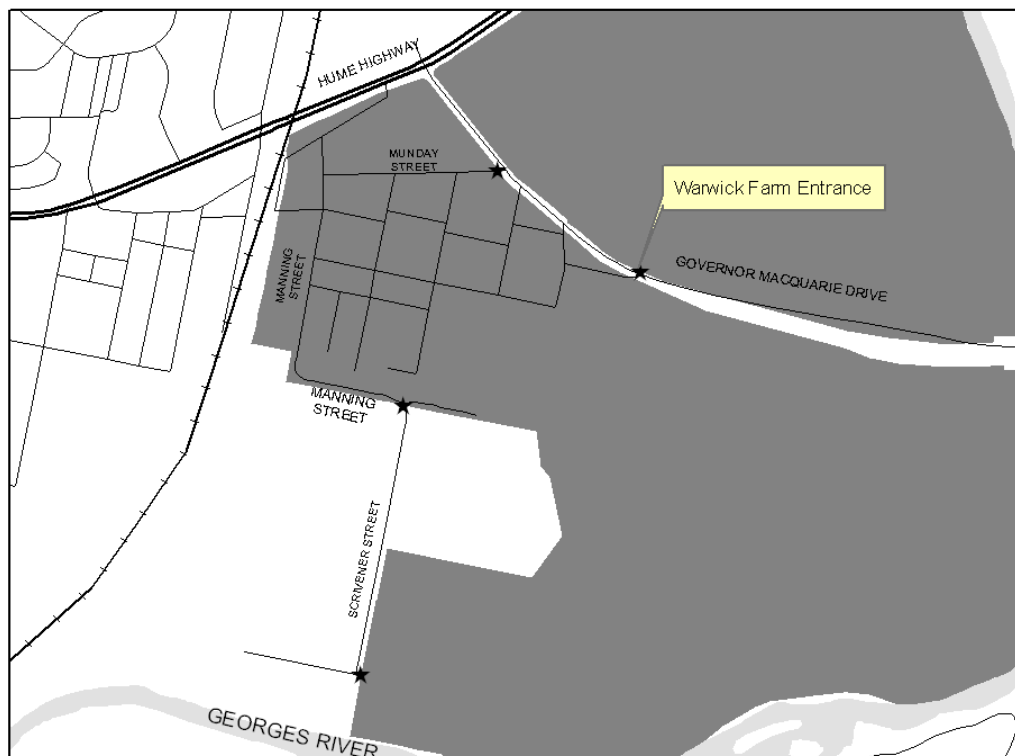 HUME HIGHWAY
MUNDAY
STREET
Warwick Farm Entrance
GOVERNOR MACQUARIE DRIVE
MANNING
STREET
MANNING
STREET
SCRIVENER STREET
GEORGES RIVER